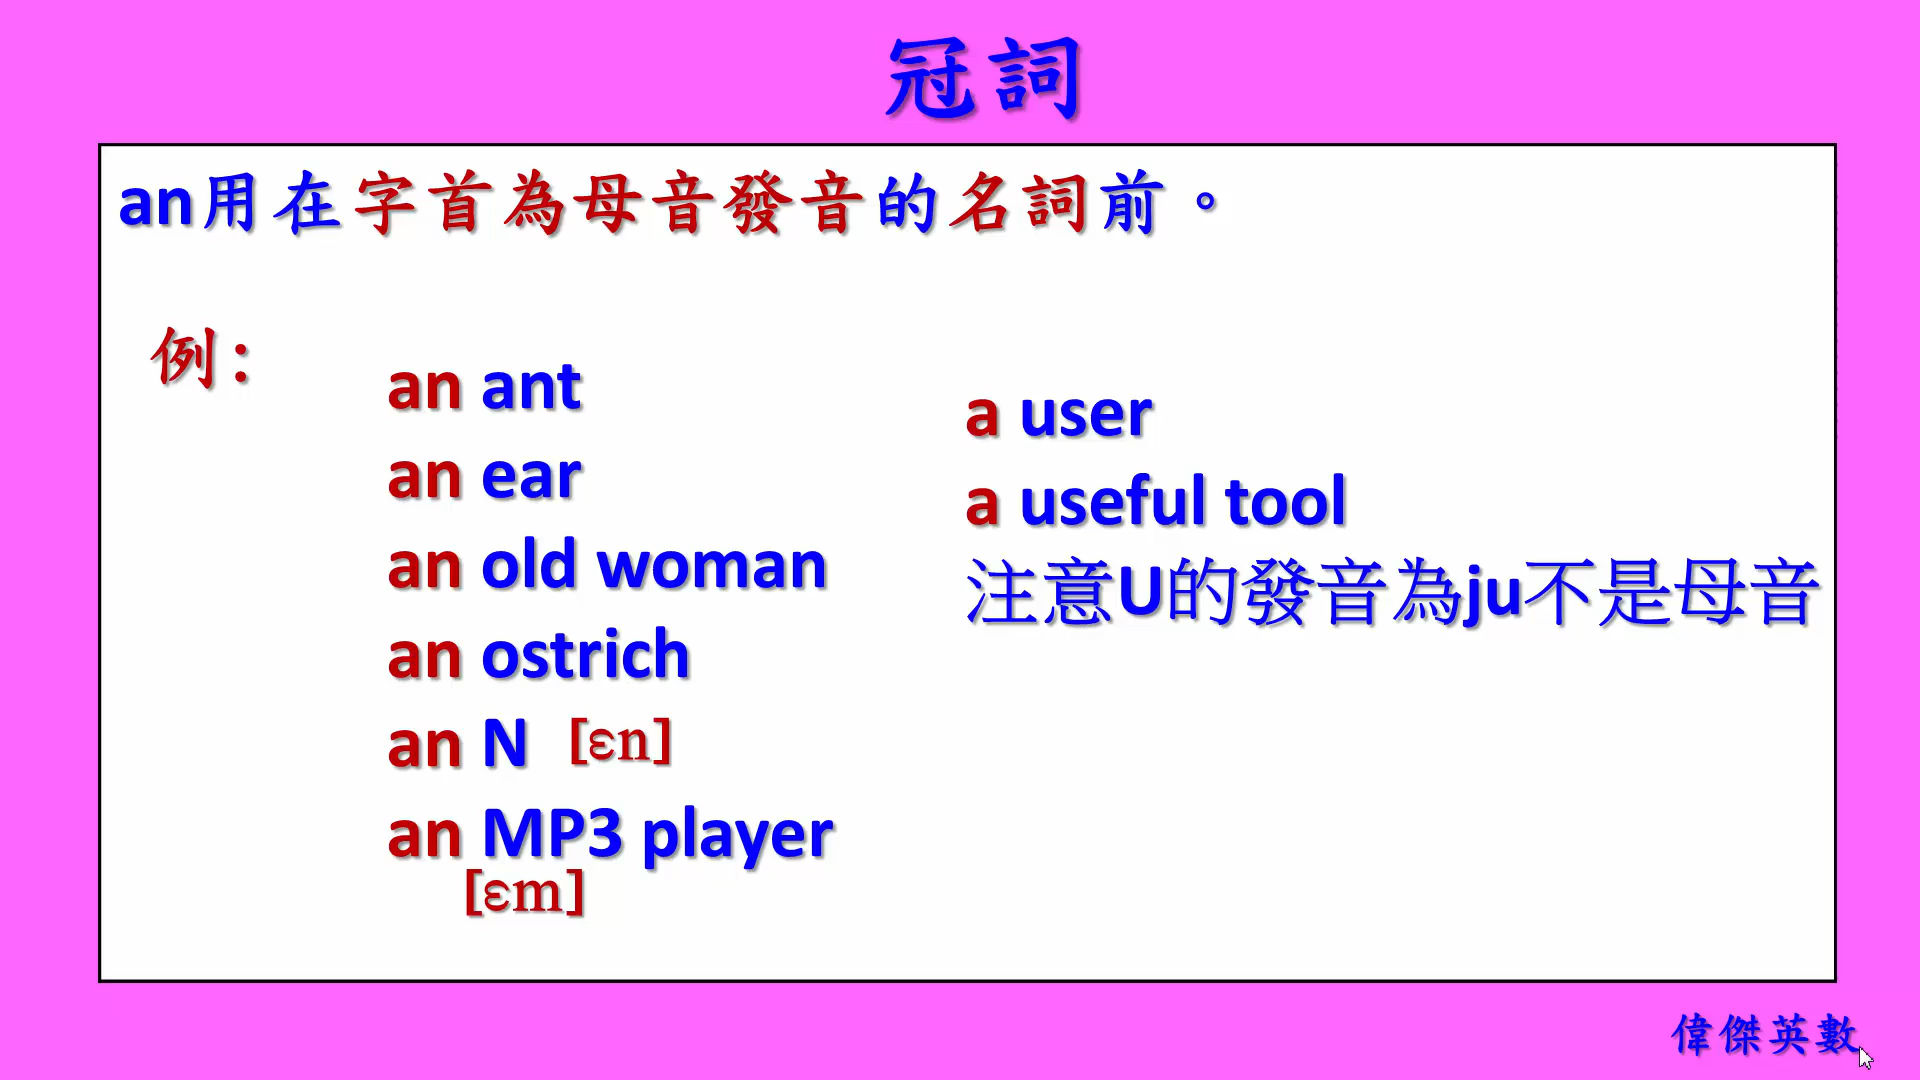 冠詞
an用在字首為母音發音的名詞前。
例:
an ant
an ear
an old woman
an ostrich
an N [ɛn]
an MP3 player
[ɛm]
a user
a useful tool
注意U的發音為ju不是母音
偉傑英數